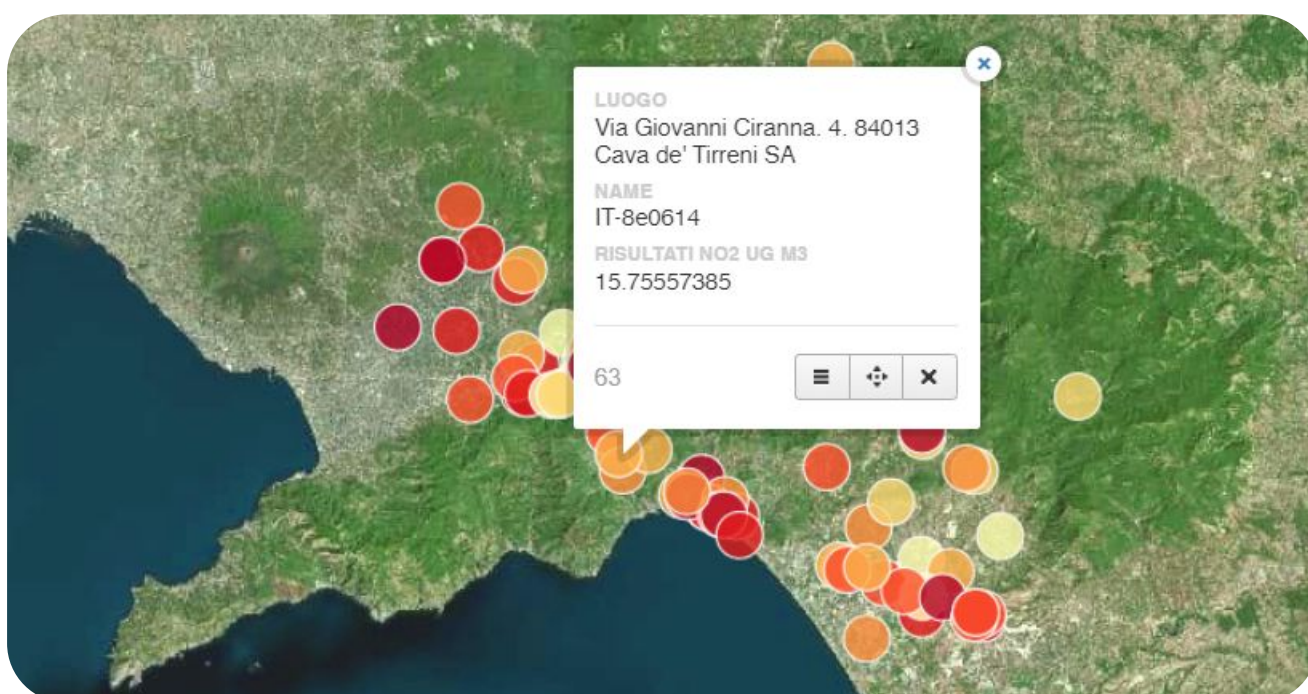 LUOGO
Via Giovanni Ciranna. 4. 84013
Cava de' Tirreni SA
NAME
IT-8e0614
RISULTATI NO2 UG M3
15.75557385
63